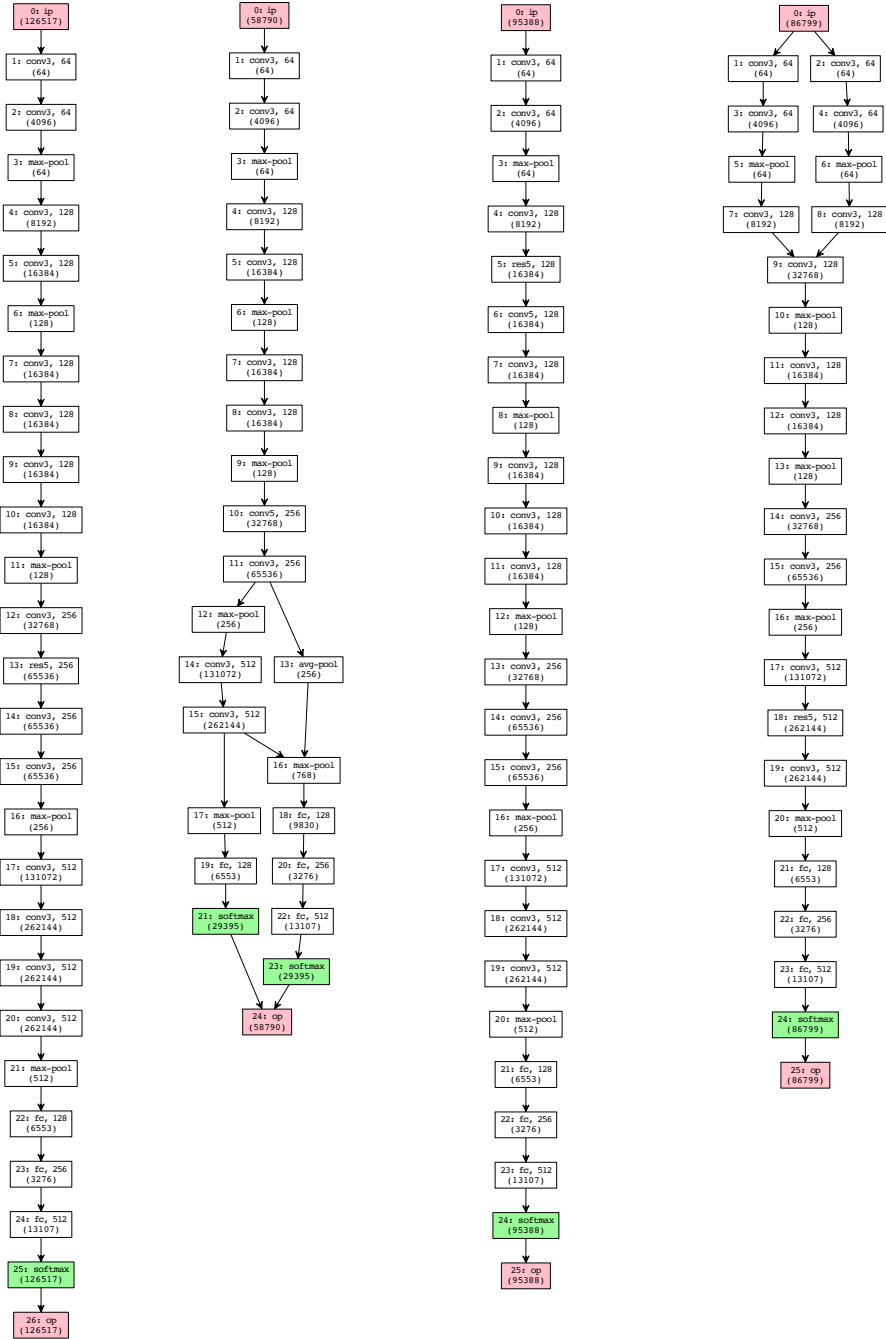 0: ip
(126517)
1: conv3, 64
(64)
2: conv3, 64
(4096)
3: max-pool
(64)
4: conv3, 128
(8192)
5: conv3, 128
(16384)
6: max-pool
(128)
7: conv3, 128
(16384)
8: conv3, 128
(16384)
9: conv3, 128
(16384)
10: conv3, 128
(16384)
11: max-pool
(128)
12: conv3, 256
(32768)
13: res5, 256
(65536)
14: conv3, 256
(65536)
15: conv3, 256
(65536)
16: max-pool
(256)
17: conv3, 512
(131072)
18: conv3, 512
(262144)
19: conv3, 512
(262144)
20: conv3, 512
(262144)
21: max-pool
(512)
22: fc, 128
(6553)
23: fc, 256
(3276)
24: fc, 512
(13107)
25: softmax
(126517)
26: op
(126517)
0: ip
(58790)
1: conv3, 64
(64)
2: conv3, 64
(4096)
3: max-pool
(64)
4: conv3, 128
(8192)
5: conv3, 128
(16384)
6: max-pool
(128)
7: conv3, 128
(16384)
8: conv3, 128
(16384)
9: max-pool
(128)
10: conv5, 256
(32768)
11: conv3, 256
(65536)
12: max-pool
(256)
13: avg-pool
(256)
14: conv3, 512
(131072)
15: conv3, 512
(262144)
16: max-pool
(768)
17: max-pool
(512)
18: fc, 128
(9830)
19: fc, 128
(6553)
20: fc, 256
(3276)
21: softmax
(29395)
22: fc, 512
(13107)
23: softmax
(29395)
24: op
(58790)
0: ip
(95388)
1: conv3, 64
(64)
2: conv3, 64
(4096)
3: max-pool
(64)
4: conv3, 128
(8192)
5: res5, 128
(16384)
6: conv5, 128
(16384)
7: conv3, 128
(16384)
8: max-pool
(128)
9: conv3, 128
(16384)
10: conv3, 128
(16384)
11: conv3, 128
(16384)
12: max-pool
(128)
13: conv3, 256
(32768)
14: conv3, 256
(65536)
15: conv3, 256
(65536)
16: max-pool
(256)
17: conv3, 512
(131072)
18: conv3, 512
(262144)
19: conv3, 512
(262144)
20: max-pool
(512)
21: fc, 128
(6553)
22: fc, 256
(3276)
23: fc, 512
(13107)
24: softmax
(95388)
25: op
(95388)
0: ip
(86799)
1: conv3, 64
(64)
2: conv3, 64
(64)
3: conv3, 64
(4096)
4: conv3, 64
(4096)
5: max-pool
(64)
6: max-pool
(64)
7: conv3, 128
(8192)
8: conv3, 128
(8192)
9: conv3, 128
(32768)
10: max-pool
(128)
11: conv3, 128
(16384)
12: conv3, 128
(16384)
13: max-pool
(128)
14: conv3, 256
(32768)
15: conv3, 256
(65536)
16: max-pool
(256)
17: conv3, 512
(131072)
18: res5, 512
(262144)
19: conv3, 512
(262144)
20: max-pool
(512)
21: fc, 128
(6553)
22: fc, 256
(3276)
23: fc, 512
(13107)
24: softmax
(86799)
25: op
(86799)